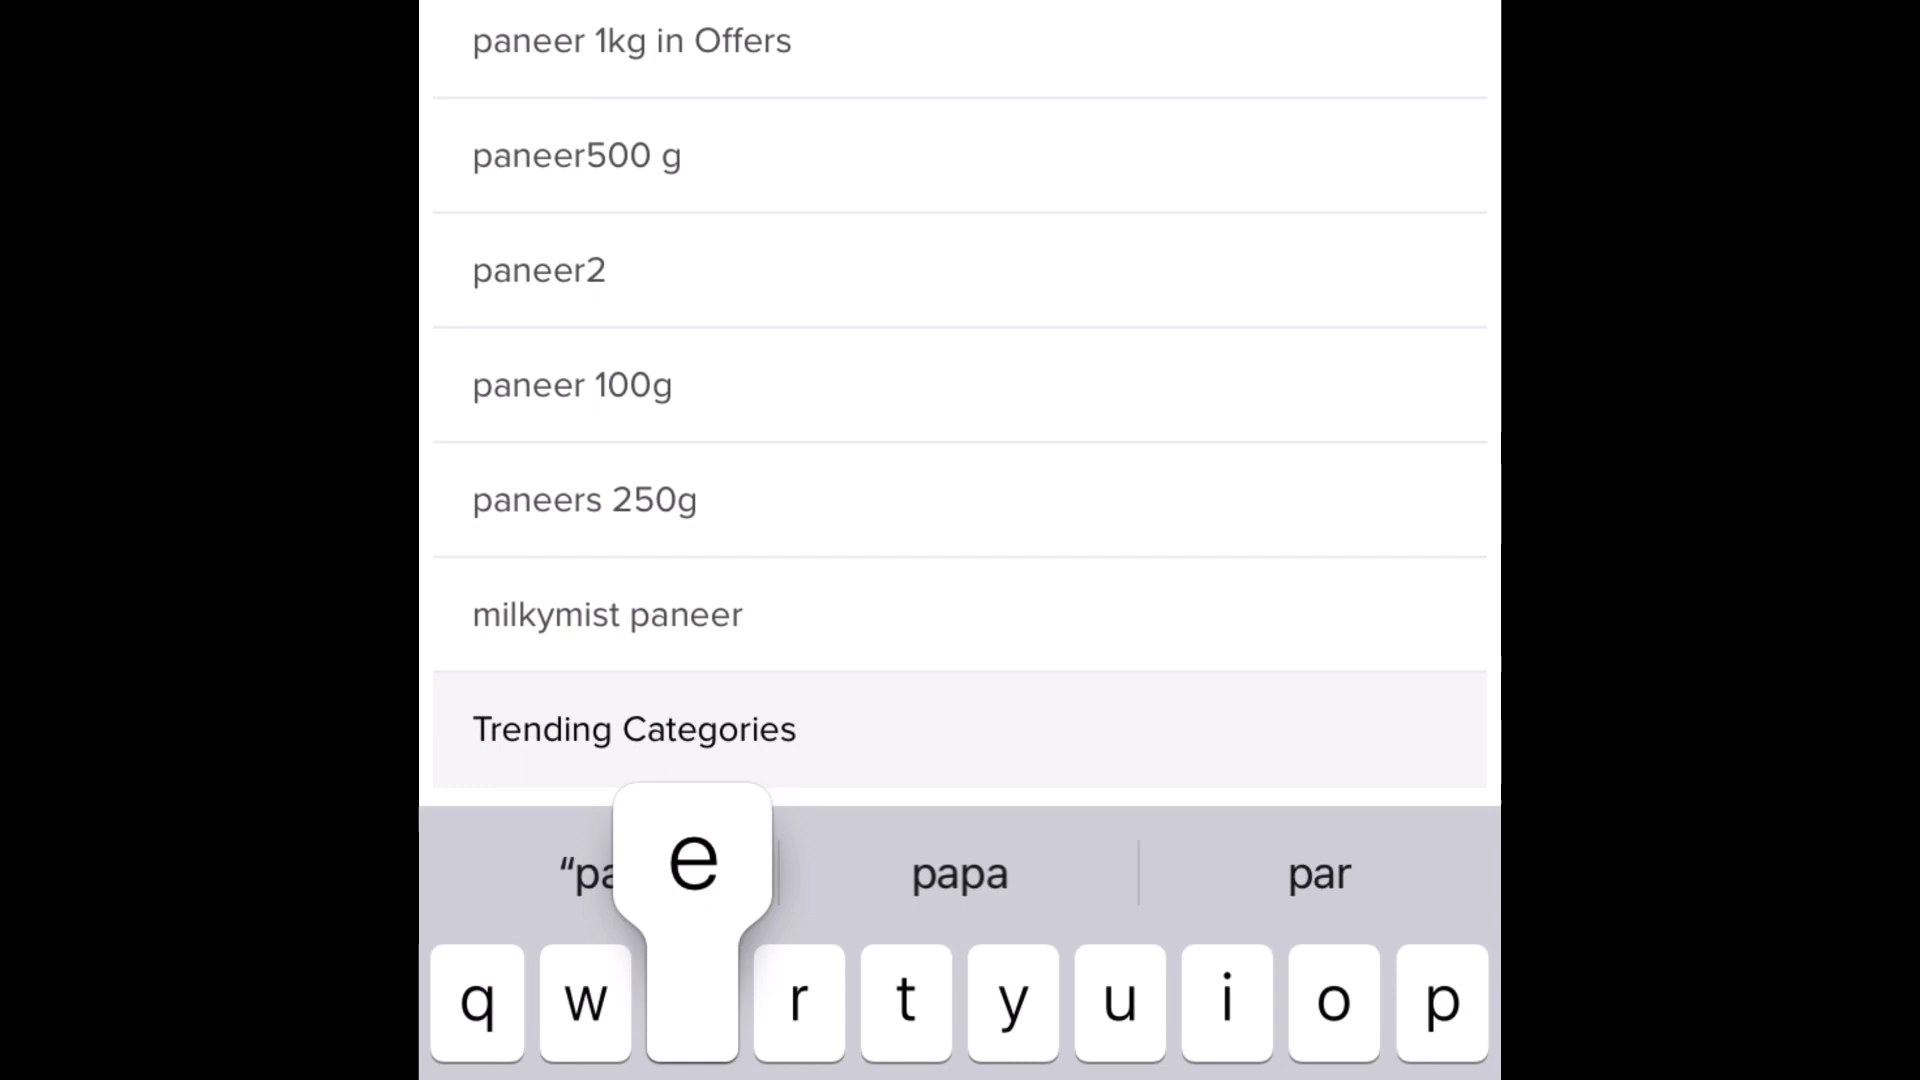 paneer 1kg in Offers
paneer500 g
paneer2
paneer 100g
paneers 250g
milkymist paneer
Trending Categories
e
papa
par
q w r t y u i o p